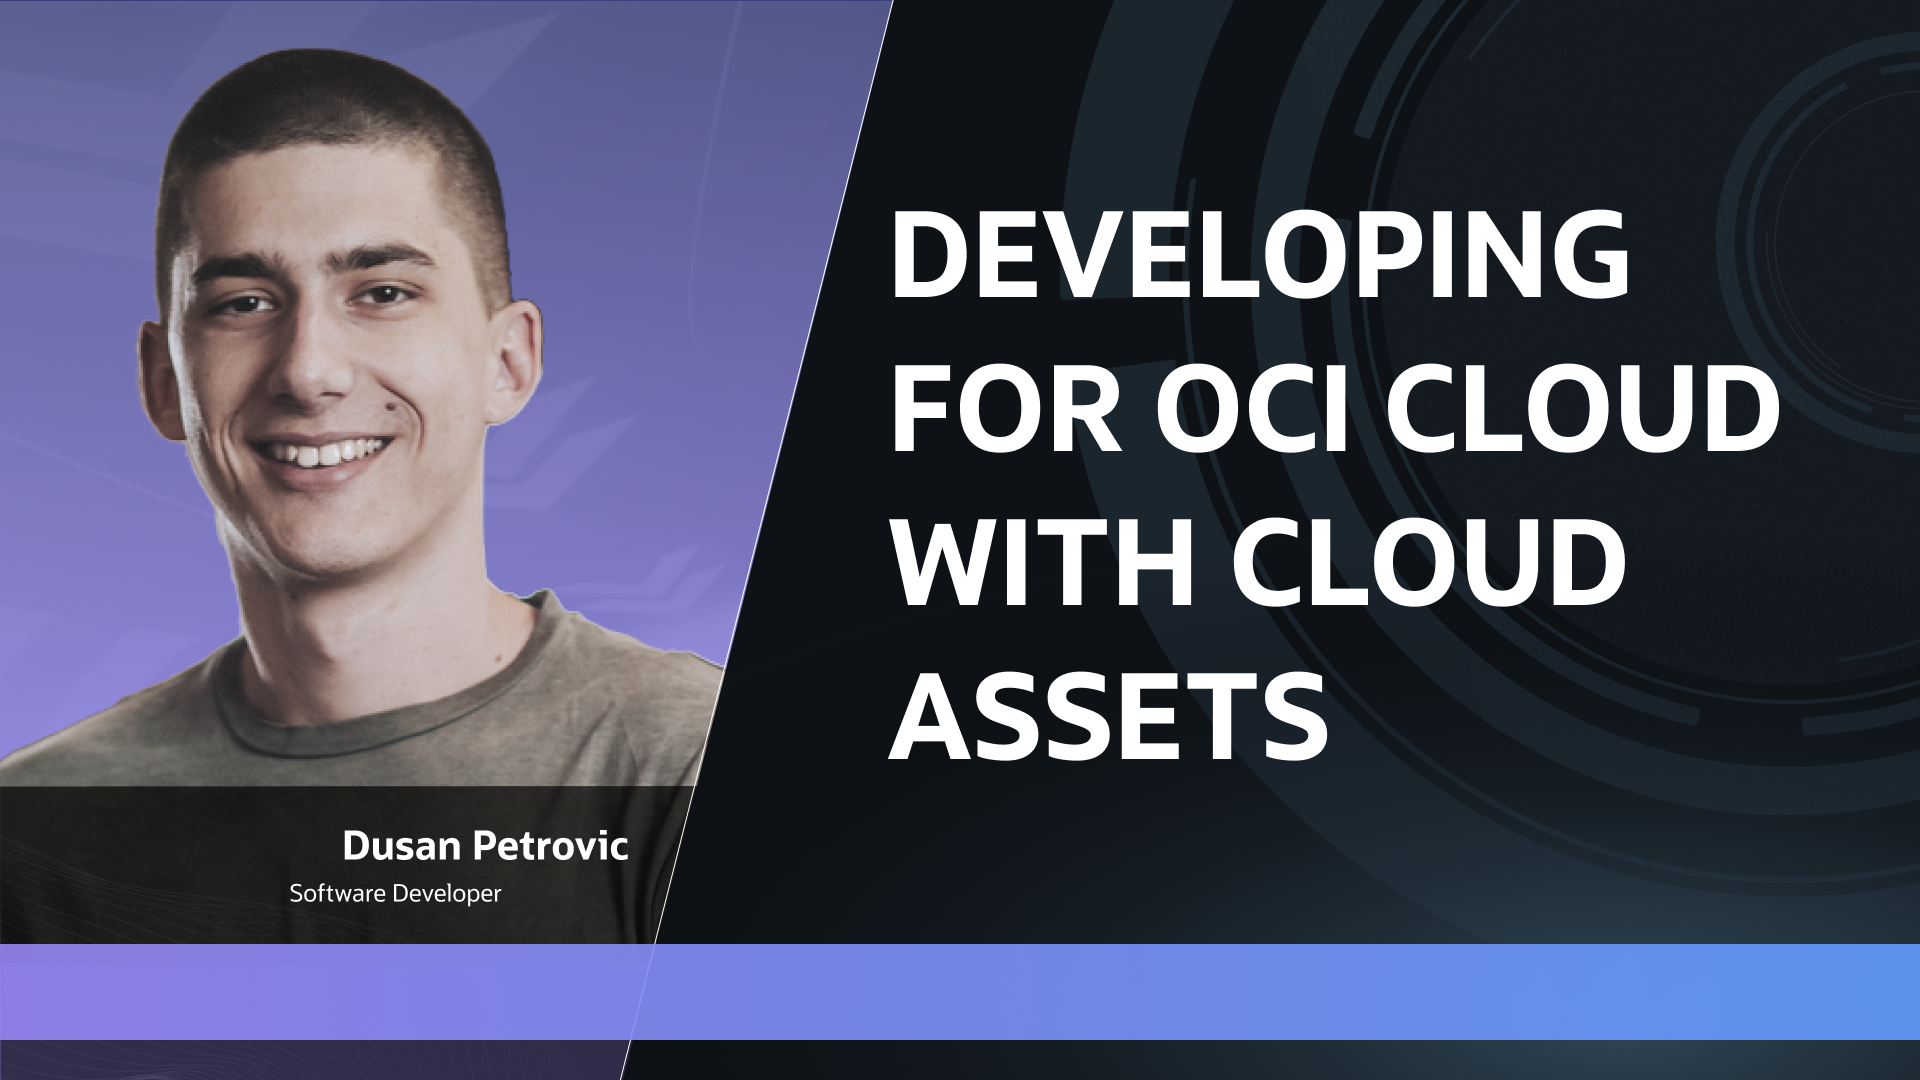 DEVELOPING
FOR OCI CLOUD
WITH CLOUD
ASSETS
Dusan Petrovic
Software Developer